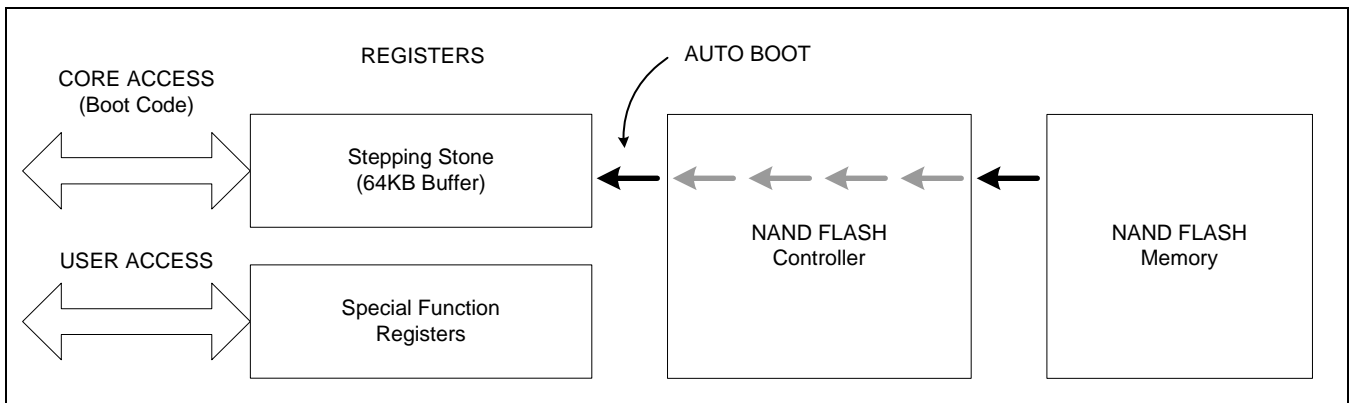 REGISTERS
AUTO BOOT
CORE ACCESS
(Boot Code)
Stepping Stone
(64KB Buffer)
NAND FLASH
Controller
NAND FLASH
Memory
USER ACCESS
Special Function
Registers